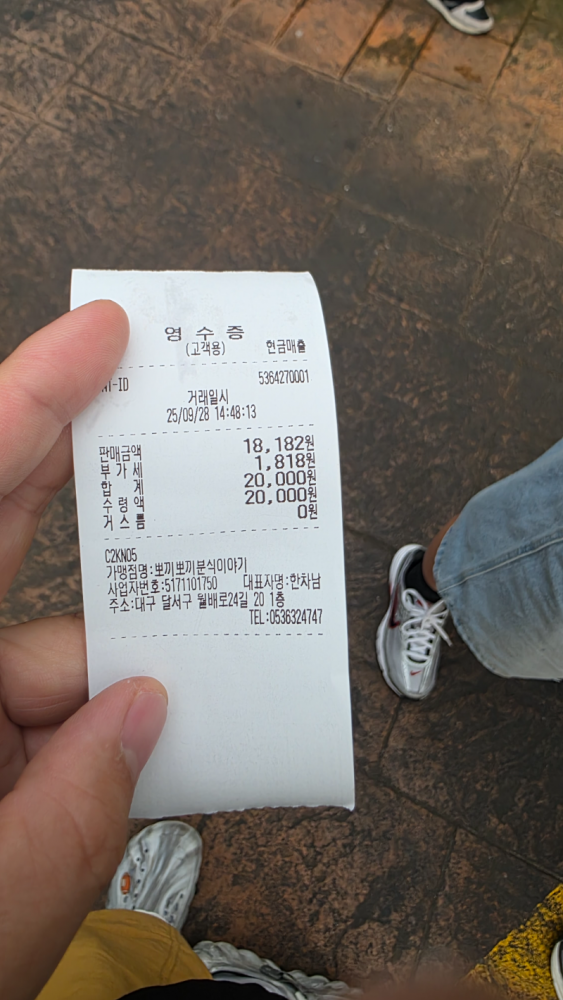 영 수 증
(고객용) 현금매출
-ID 5364270001
거래일시
25/09/28 14:48:13
판매금액 18,182원
부 가 세 1,818원
합 계 20,000원
수 령 액 20,000원
거 스 름 0원
C2KN05
가맹점명:뽀끼뽀끼분식이야기
사업자번호:5171101750 대표자명:한차남
주소:대구 달서구 월배로24길 20 1층
TEL:0536324747